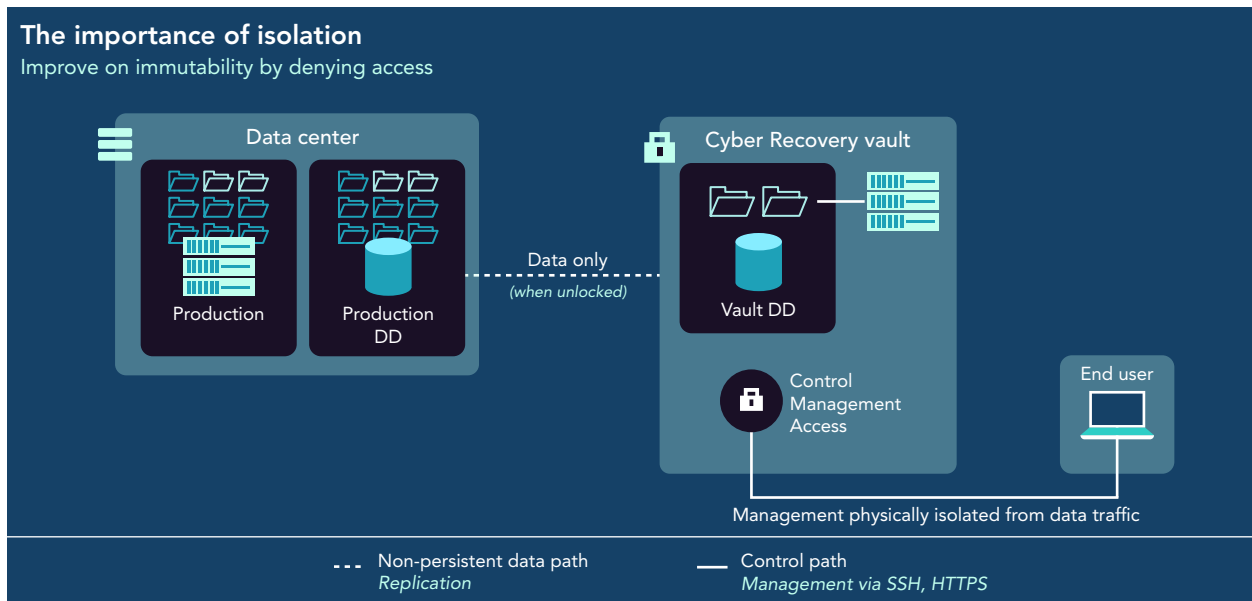 The importance of isolation
Improve on immutability by denying access
Data center
Production
Production
DD
Data only
(when unlocked)
Cyber Recovery vault
Vault DD
Control
Management
Access
End user
Management physically isolated from data traffic
Non-persistent data path
Replication
Control path
Management via SSH, HTTPS